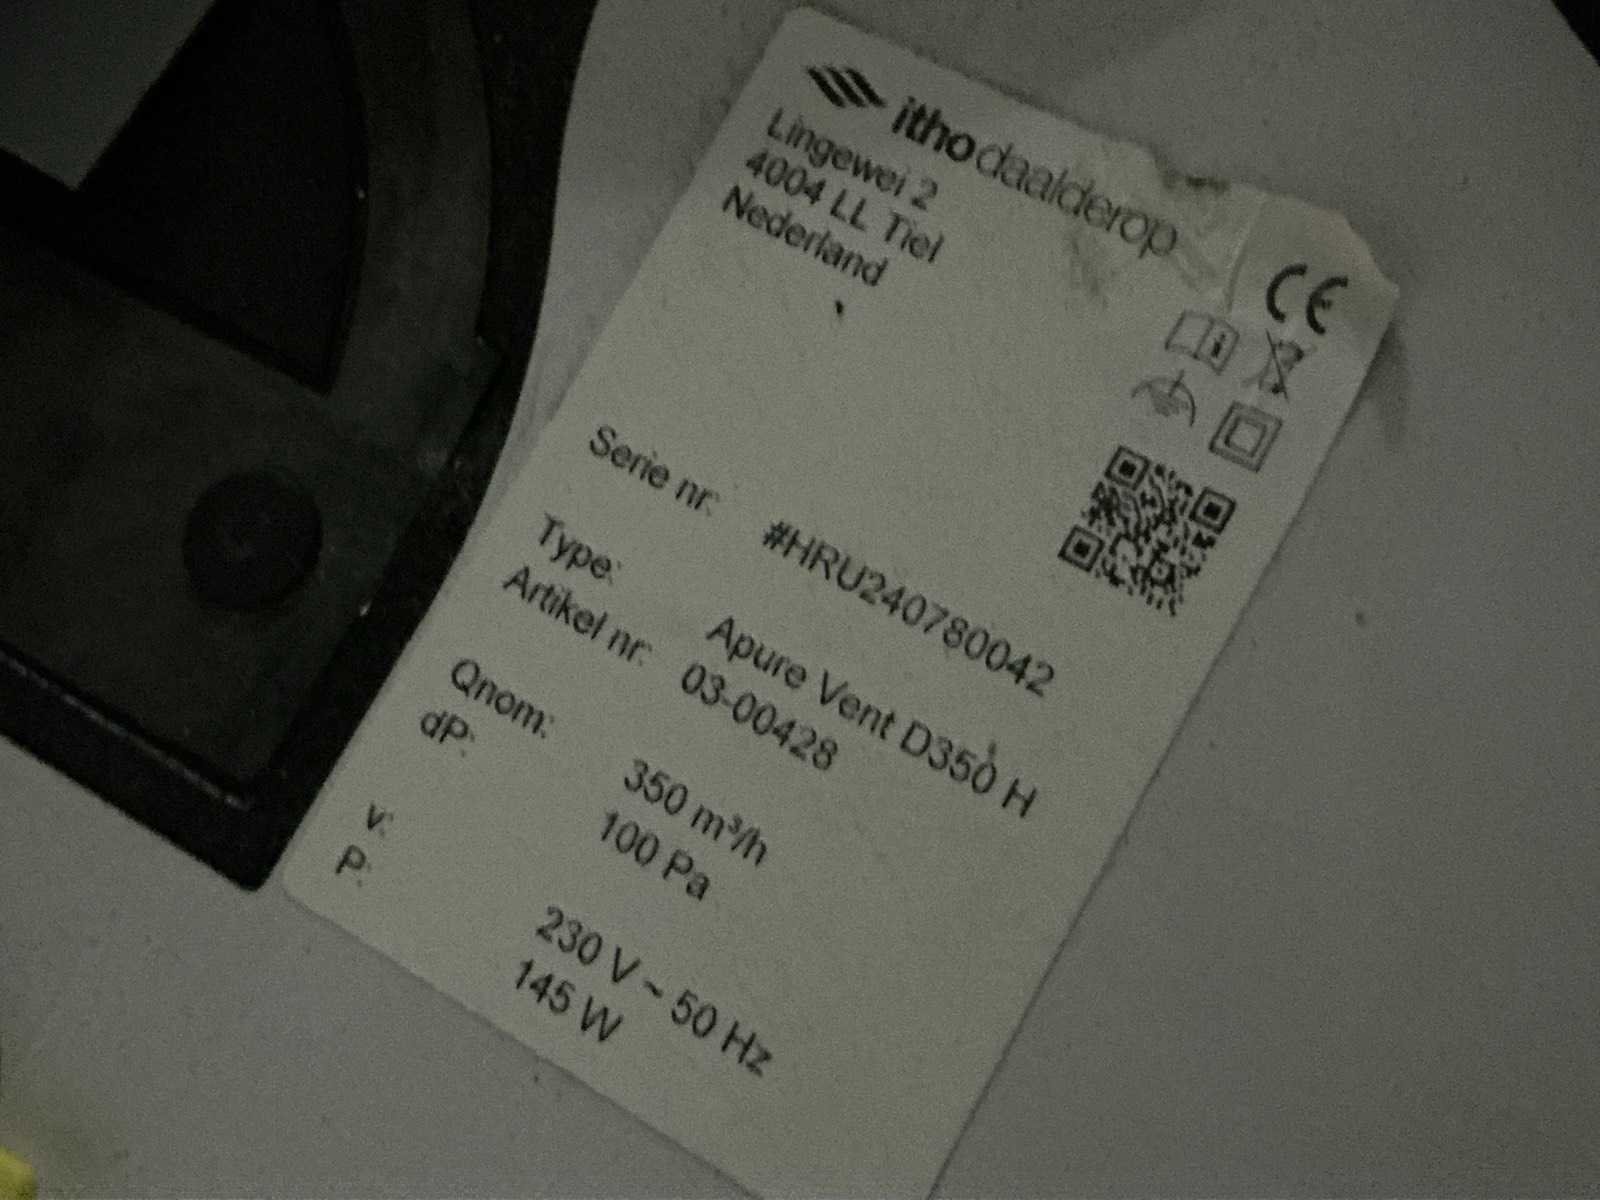 ithodaalderop
Lingewei 2
4004 LL Tiel
Nederland
CE
Serie nr: #HRU240780042
Type: Apure Vent D350 H
Artikel nr: 03-00428
Qnom: 350 m³/h
dP: 100 Pa
v: 230 V ~ 50 Hz
P: 145 W